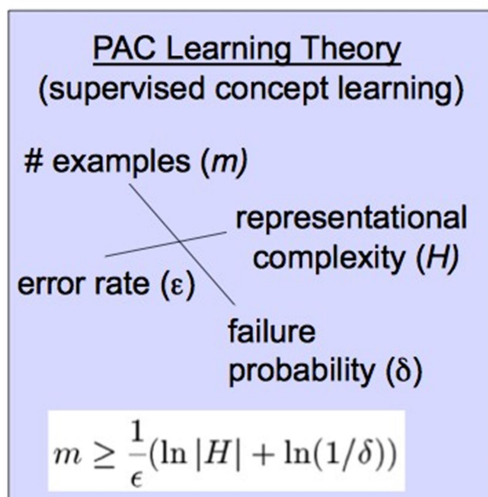 PAC Learning Theory
(supervised concept learning)
# examples (m)
representational
complexity (H)
error rate (ε)
failure
probability (δ)
m ≥ 1/ϵ (ln |H| + ln(1/δ))